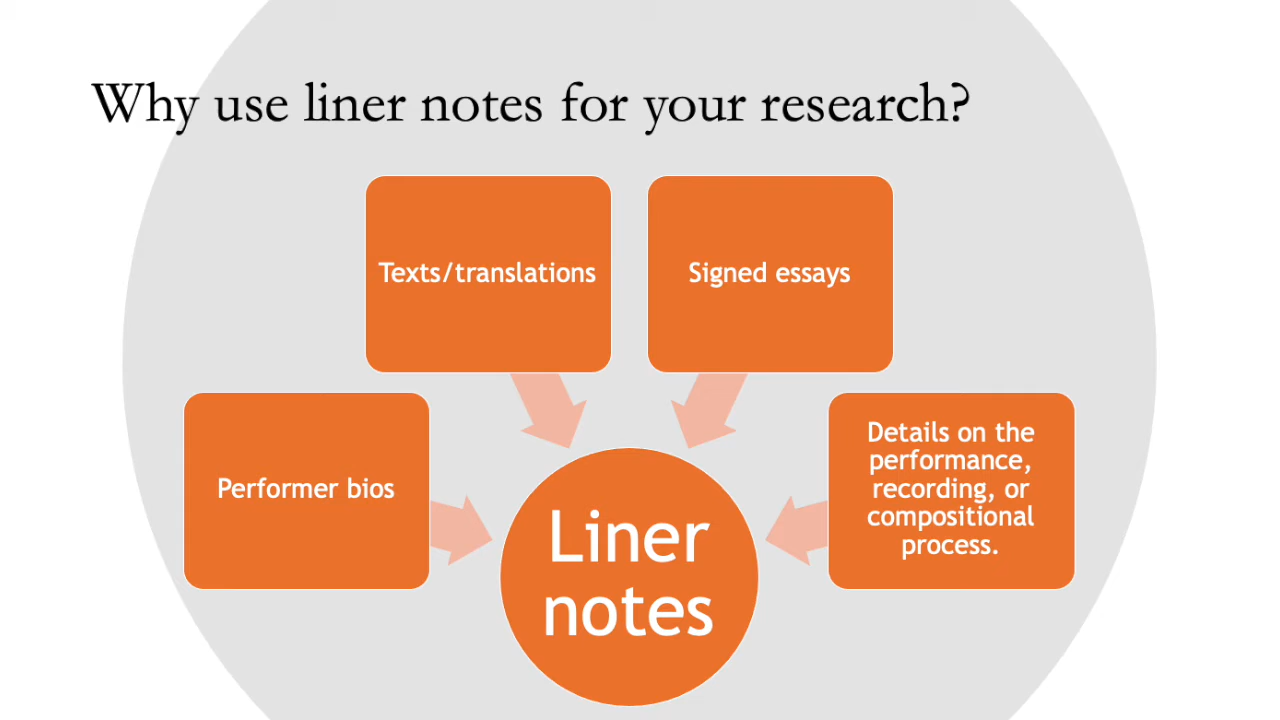 Why use liner notes for your research?
Texts/translations
Signed essays
Performer bios
Details on the
performance,
recording, or
compositional
process.
Liner
notes